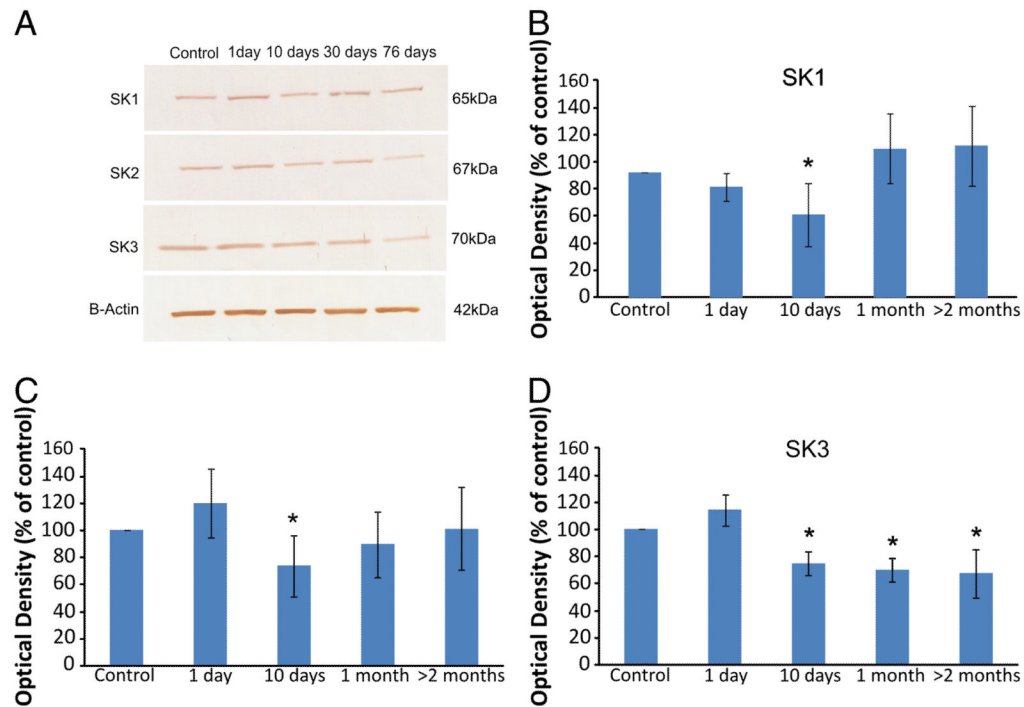 A
Control 1day 10 days 30 days 76 days
SK1 65kDa
SK2 67kDa
SK3 70kDa
B-Actin 42kDa
B
SK1
Optical Density (% of control)
160
140
120
100
80
60
40
20
0
*
Control 1 day 10 days 1 month >2 months
C
Optical Density (% of control)
160
140
120
100
80
60
40
20
0
*
Control 1 day 10 days 1 month >2 months
D
SK3
Optical Density (% of control)
160
140
120
100
80
60
40
20
0
* * *
Control 1 day 10 days 1 month >2 months